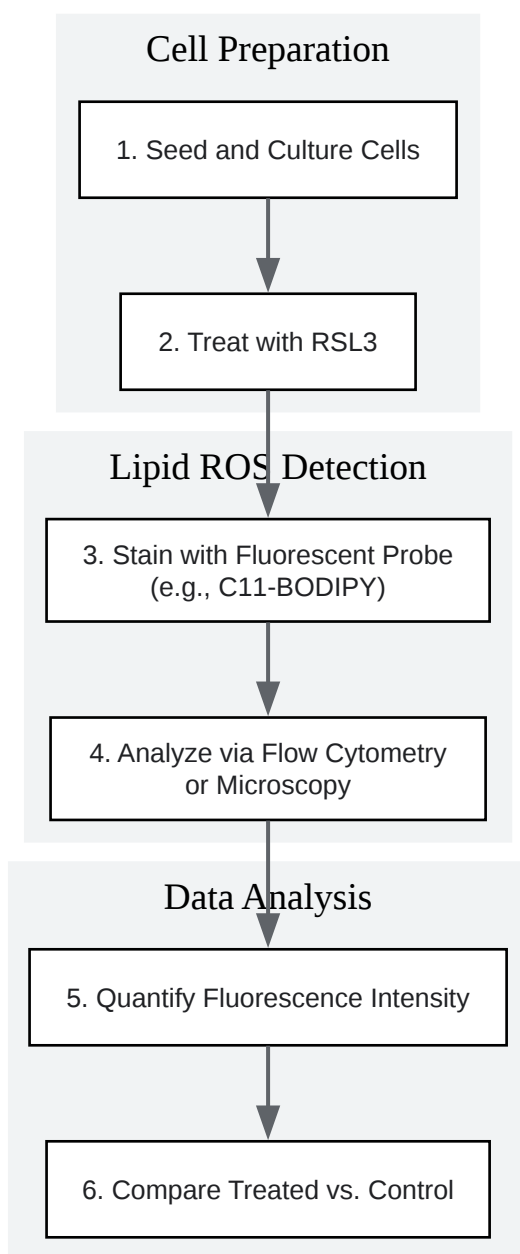 Cell Preparation
1. Seed and Culture Cells
2. Treat with RSL3
Lipid ROS Detection
3. Stain with Fluorescent Probe
(e.g., C11-BODIPY)
4. Analyze via Flow Cytometry
or Microscopy
Data Analysis
5. Quantify Fluorescence Intensity
6. Compare Treated vs. Control